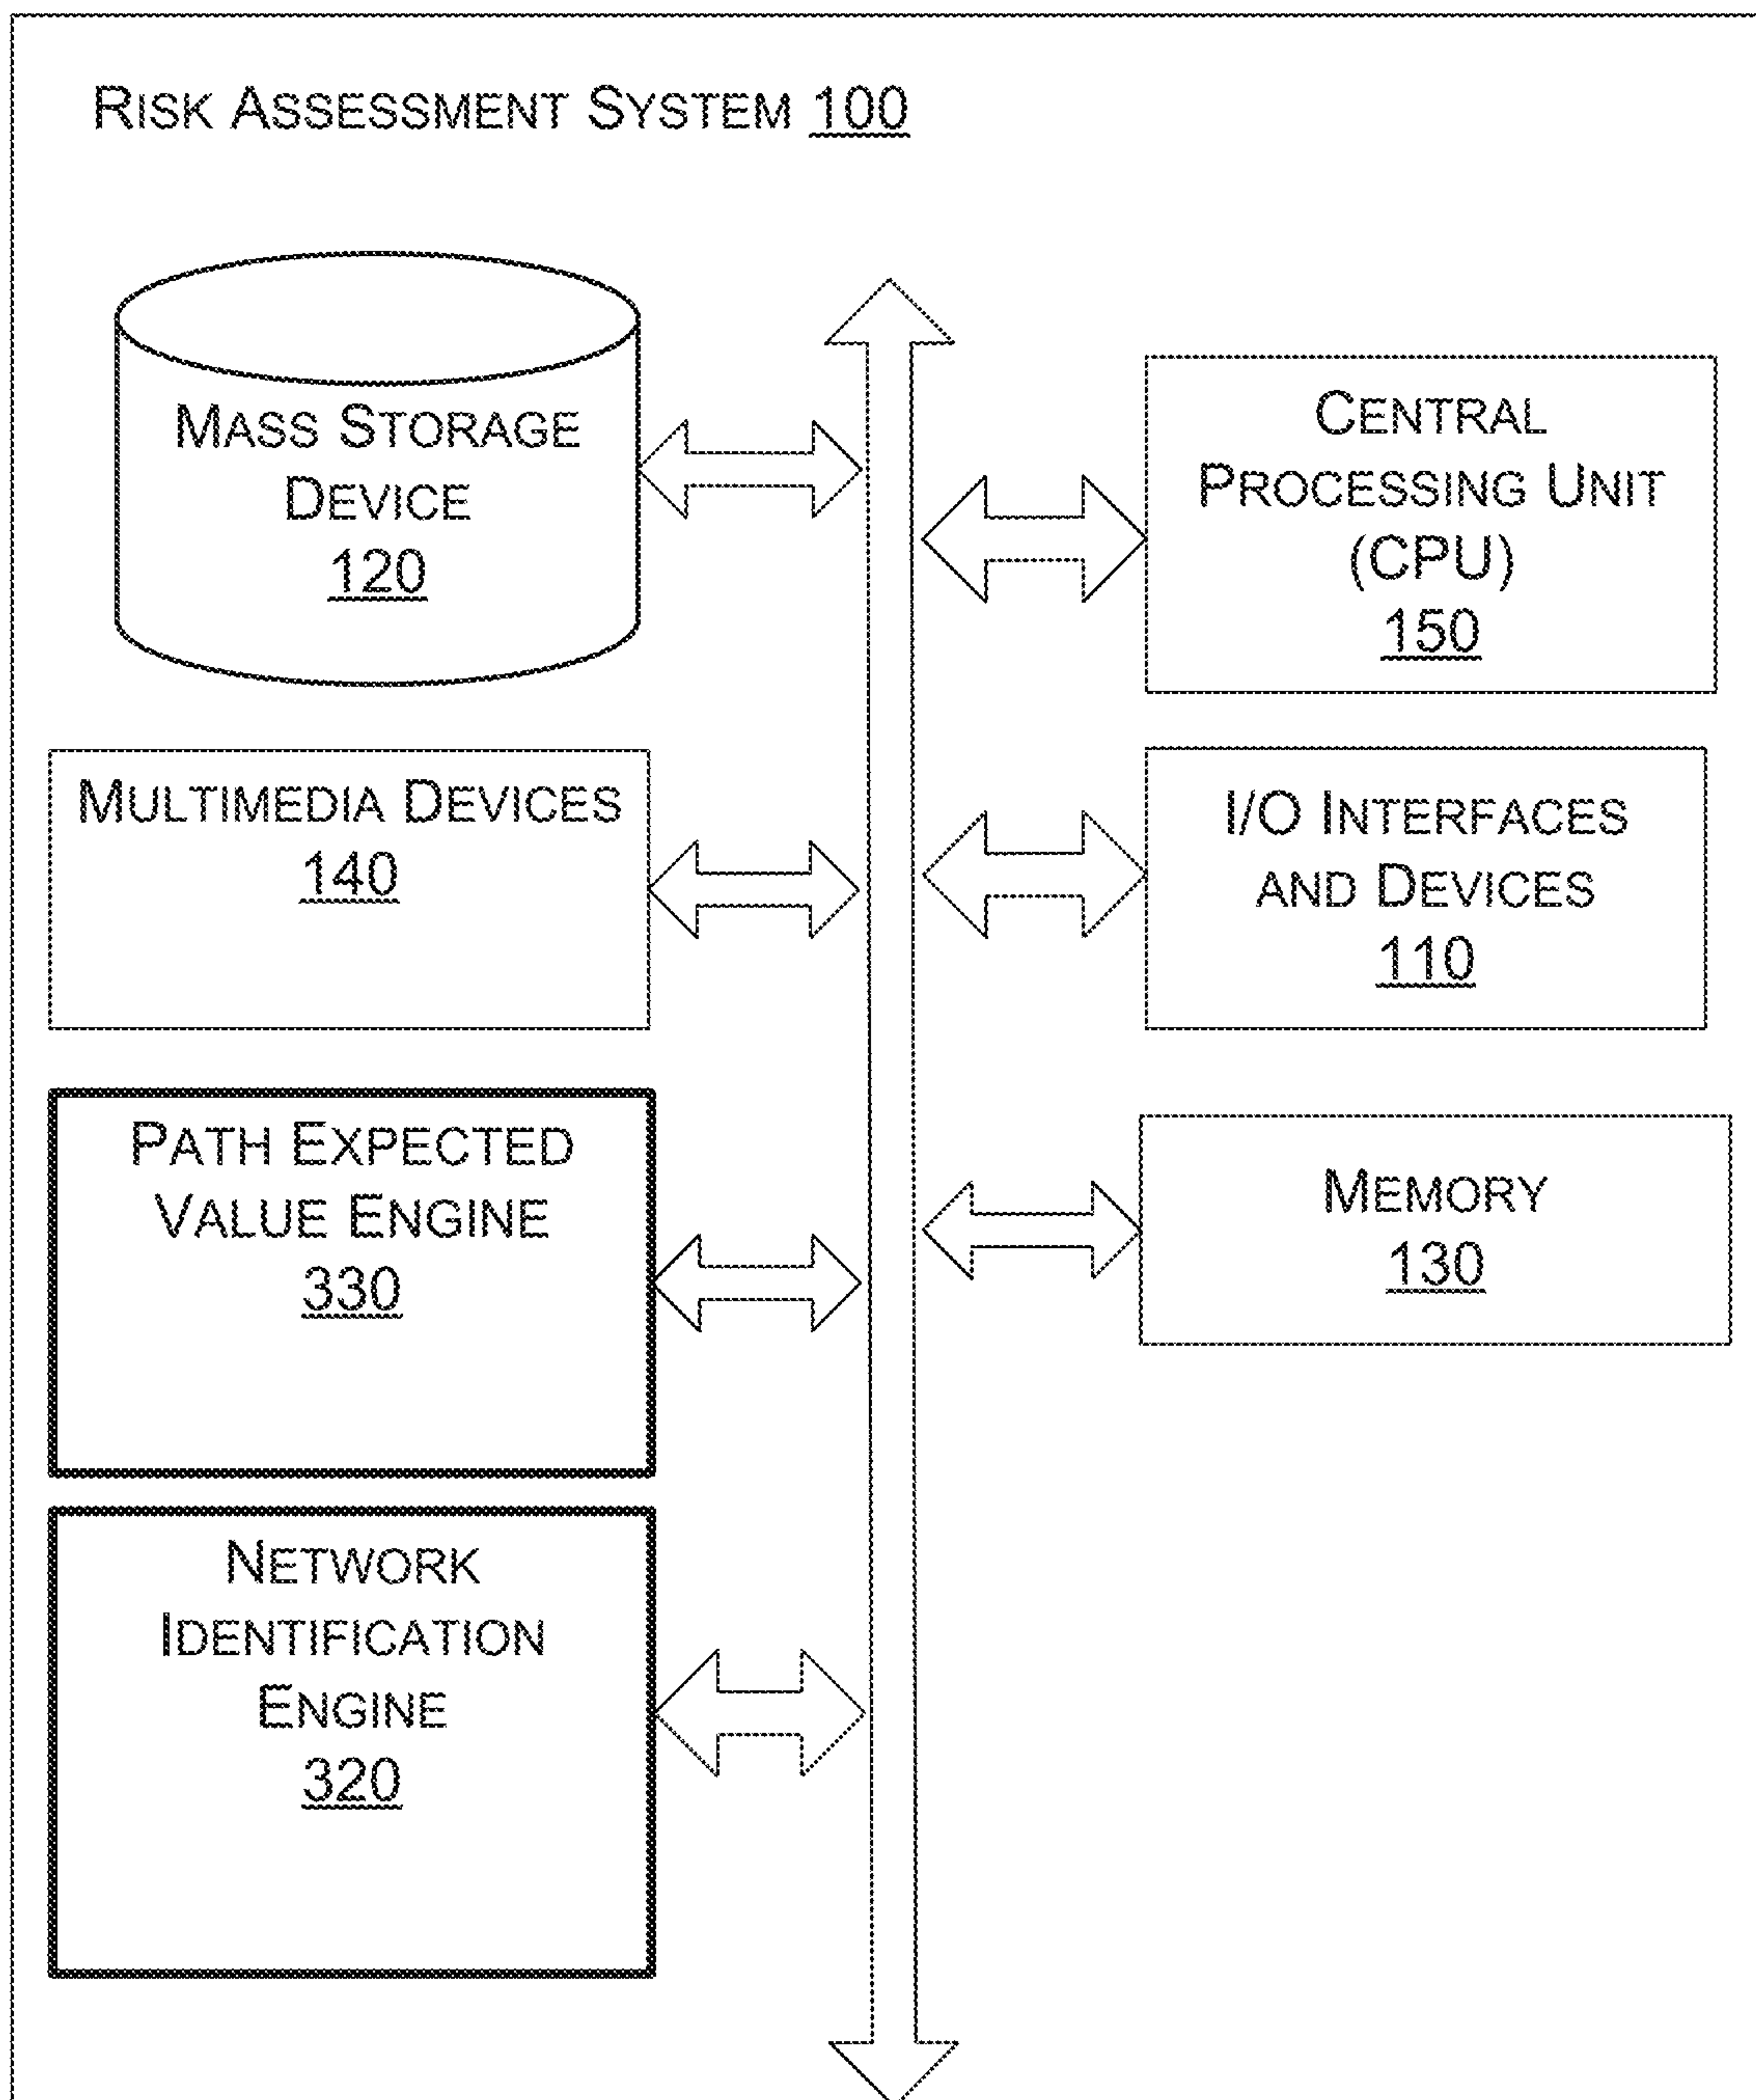 RISK ASSESSMENT SYSTEM 100
MASS STORAGE
DEVICE
120
CENTRAL
PROCESSING UNIT
(CPU)
150
MULTIMEDIA DEVICES
140
I/O INTERFACES
AND DEVICES
110
PATH EXPECTED
VALUE ENGINE
330
MEMORY
130
NETWORK
IDENTIFICATION
ENGINE
320